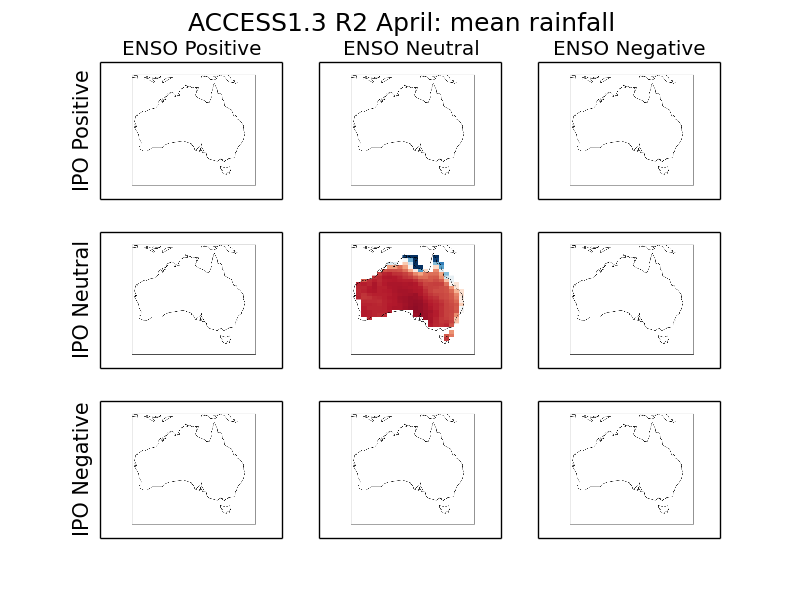 ACCESS1.3 R2 April: mean rainfall
ENSO Positive
ENSO Neutral
ENSO Negative
IPO Positive
IPO Neutral
IPO Negative